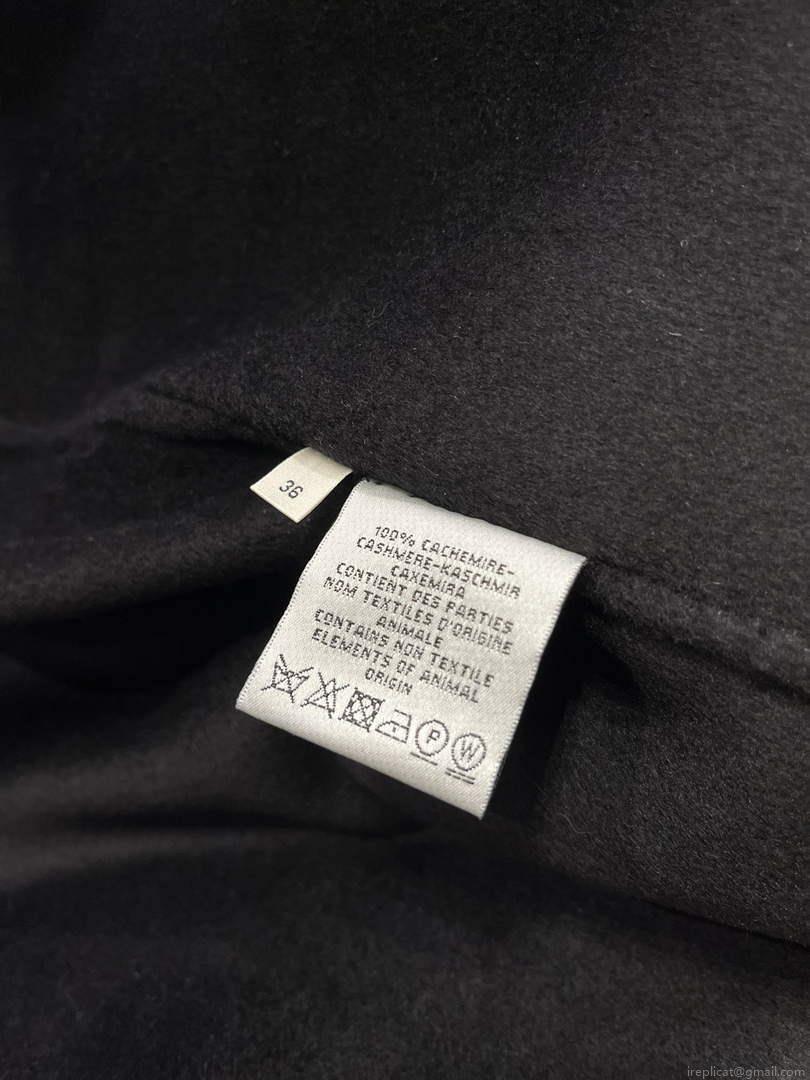 36
100% CACHEMIRE-
CASHMERE-KASCHMIR
CAXEMIRA
CONTIENT DES PARTIES
NOM TEXTILES D'ORIGINE
ANIMALE
CONTAINS NON TEXTILE
ELEMENTS OF ANIMAL
ORIGIN
P W
ireplicat@gmail.com